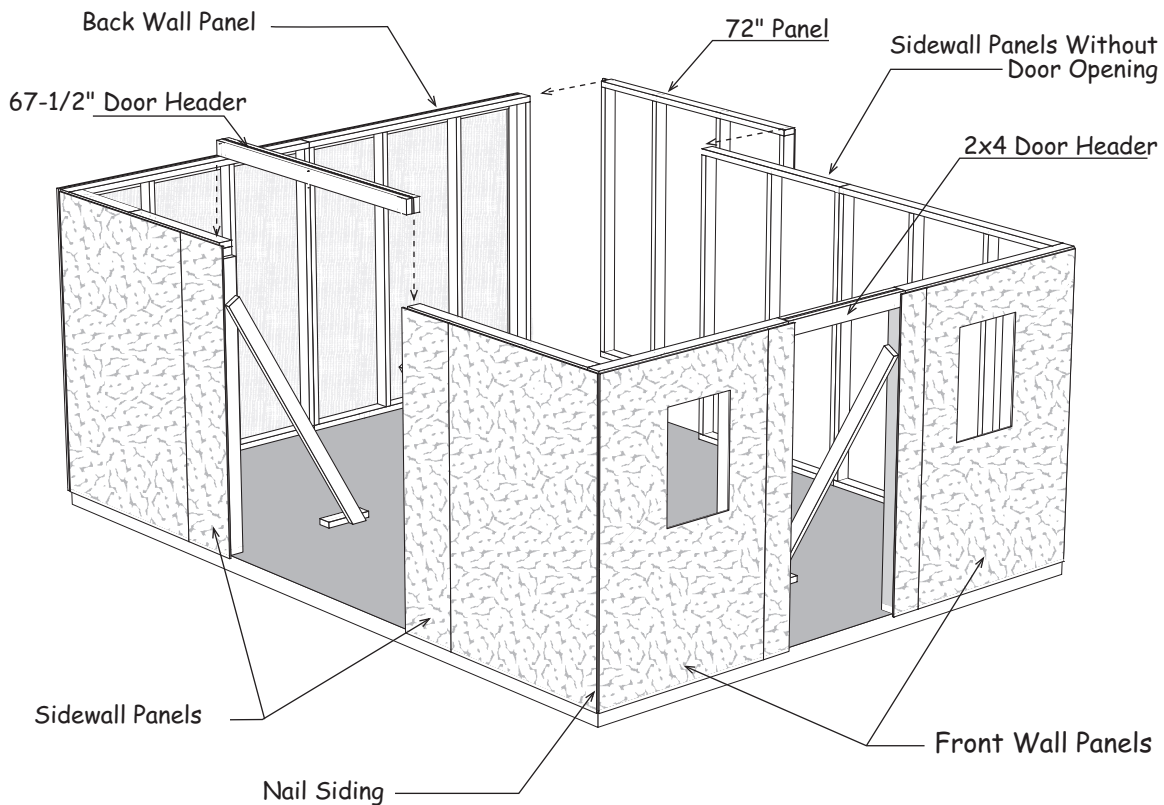 Back Wall Panel
72" Panel
Sidewall Panels Without
Door Opening
67-1/2" Door Header
2x4 Door Header
Sidewall Panels
Front Wall Panels
Nail Siding